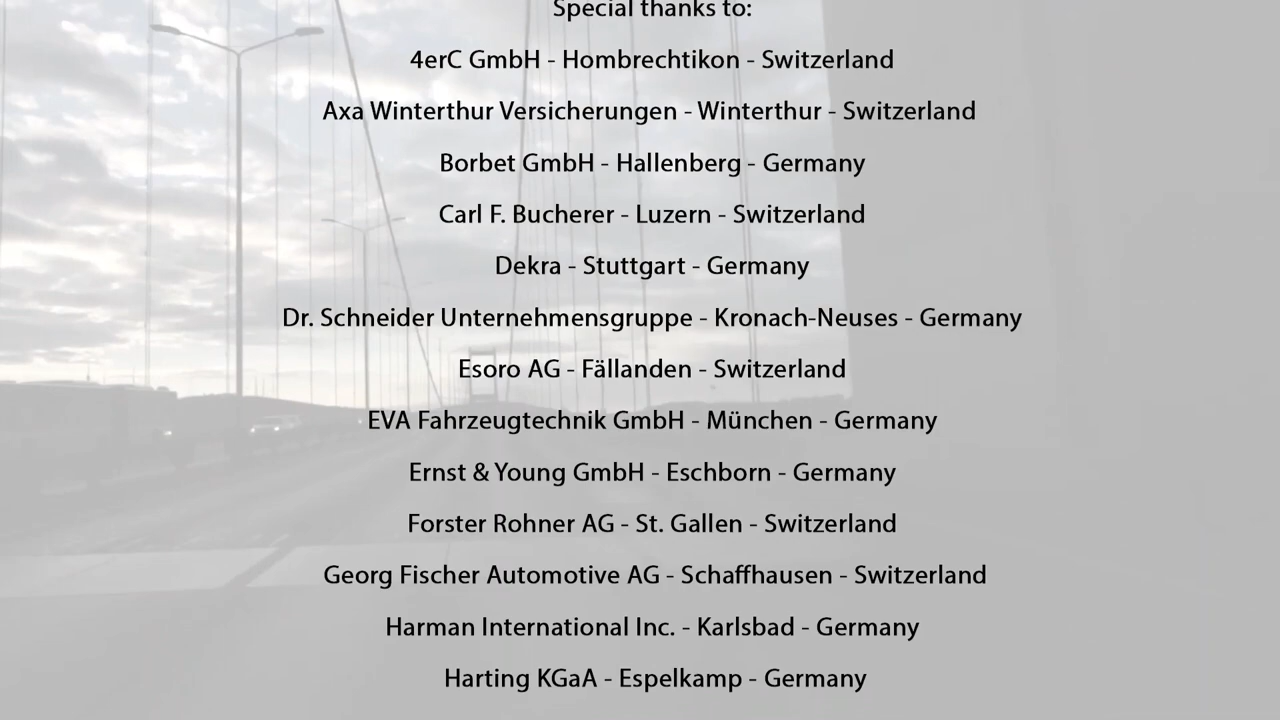 Special thanks to:
4erC GmbH - Hombrechtikon - Switzerland
Axa Winterthur Versicherungen - Winterthur - Switzerland
Borbet GmbH - Hallenberg - Germany
Carl F. Bucherer - Luzern - Switzerland
Dekra - Stuttgart - Germany
Dr. Schneider Unternehmensgruppe - Kronach-Neuses - Germany
Esoro AG - Fällanden - Switzerland
EVA Fahrzeugtechnik GmbH - München - Germany
Ernst & Young GmbH - Eschborn - Germany
Forster Rohner AG - St. Gallen - Switzerland
Georg Fischer Automotive AG - Schaffhausen - Switzerland
Harman International Inc. - Karlsbad - Germany
Harting KGaA - Espelkamp - Germany